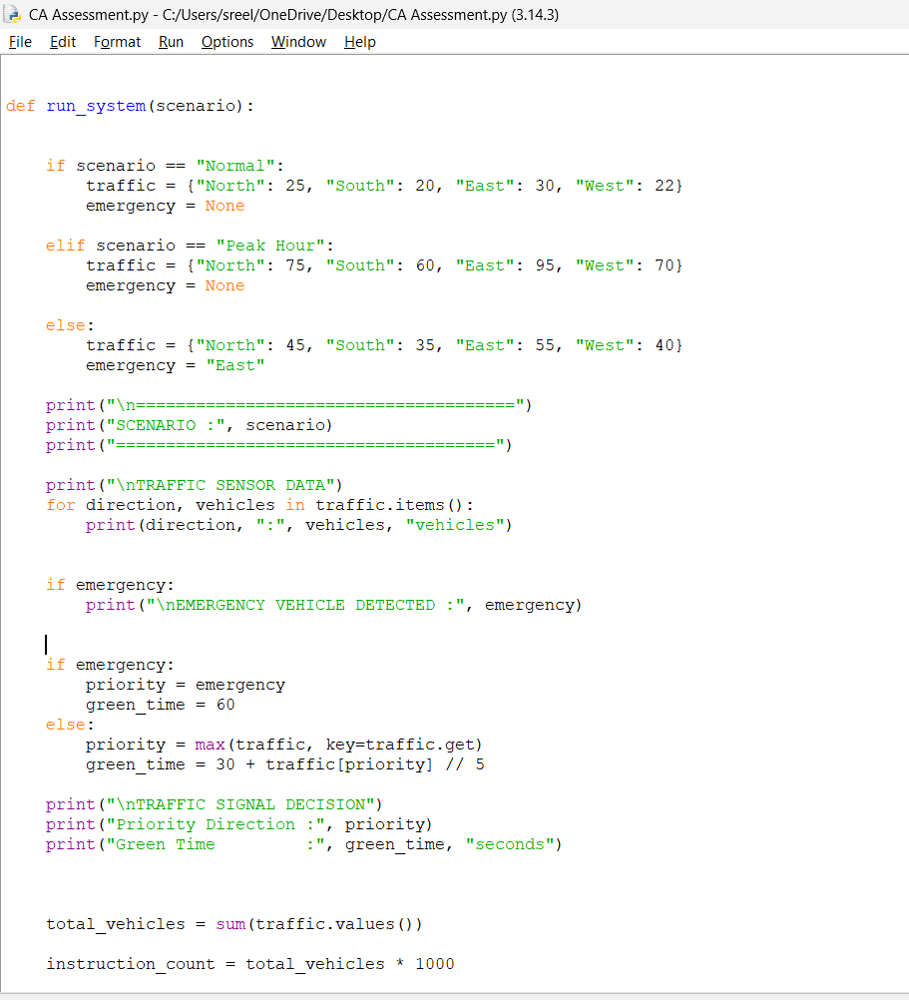 CA Assessment.py - C:/Users/sreel/OneDrive/Desktop/CA Assessment.py (3.14.3)
File Edit Format Run Options Window Help
def run_system(scenario):
    if scenario == "Normal":
        traffic = {"North": 25, "South": 20, "East": 30, "West": 22}
        emergency = None
    elif scenario == "Peak Hour":
        traffic = {"North": 75, "South": 60, "East": 95, "West": 70}
        emergency = None
    else:
        traffic = {"North": 45, "South": 35, "East": 55, "West": 40}
        emergency = "East"
    print("\n======================================")
    print("SCENARIO :", scenario)
    print("======================================")
    print("\nTRAFFIC SENSOR DATA")
    for direction, vehicles in traffic.items():
        print(direction, ":", vehicles, "vehicles")
    if emergency:
        print("\nEMERGENCY VEHICLE DETECTED :", emergency)
    if emergency:
        priority = emergency
        green_time = 60
    else:
        priority = max(traffic, key=traffic.get)
        green_time = 30 + traffic[priority] // 5
    print("\nTRAFFIC SIGNAL DECISION")
    print("Priority Direction :", priority)
    print("Green Time         :", green_time, "seconds")
    total_vehicles = sum(traffic.values())
    instruction_count = total_vehicles * 1000